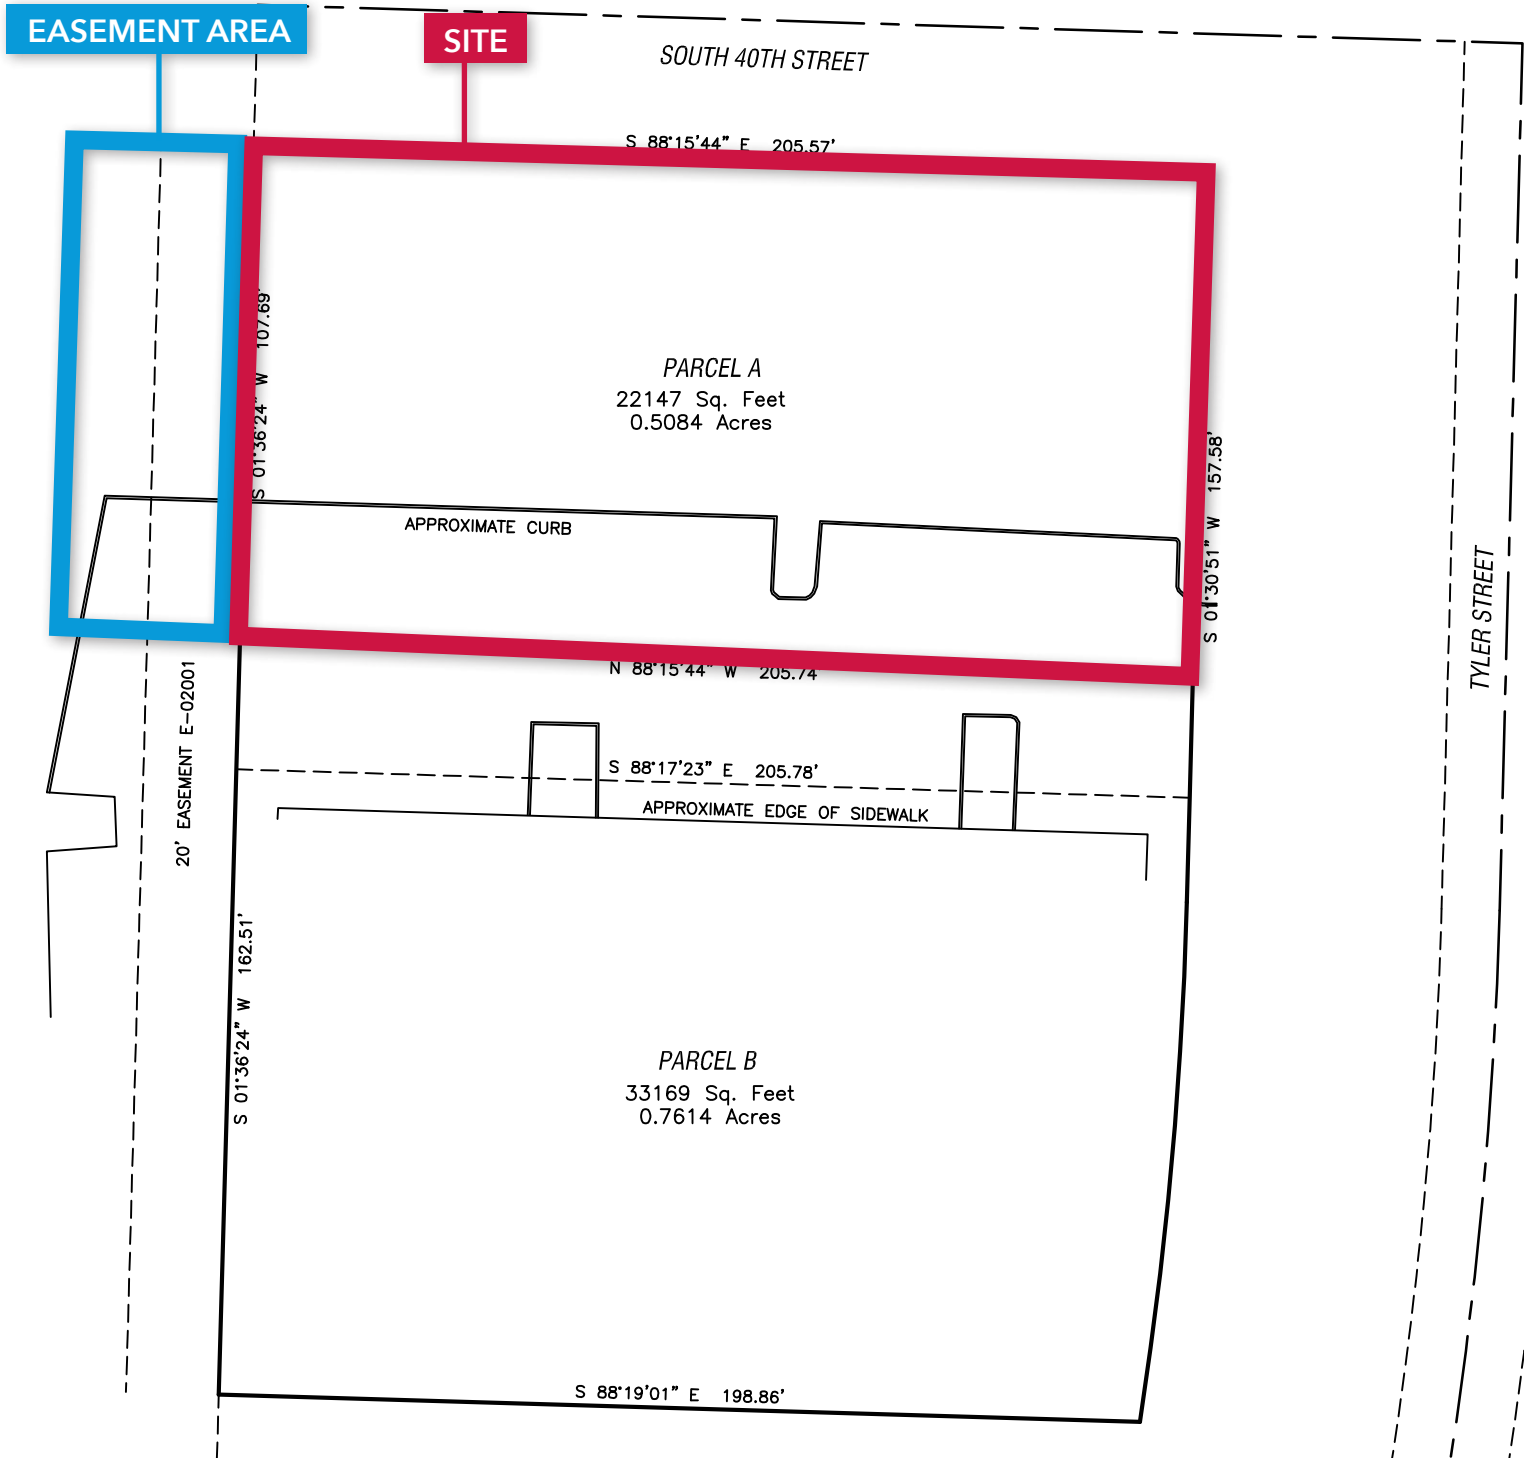 EASEMENT AREA
SITE
SOUTH 40TH STREET
S 88°15'44" E 205.57'
S 01°36'24" W 107.69'
PARCEL A
22147 Sq. Feet
0.5084 Acres
S 01°30'51" W 157.58'
APPROXIMATE CURB
TYLER STREET
N 88°15'44" W 205.74
20' EASEMENT E-02001
S 88°17'23" E 205.78'
APPROXIMATE EDGE OF SIDEWALK
S 01°36'24" W 162.51'
PARCEL B
33169 Sq. Feet
0.7614 Acres
S 88°19'01" E 198.86'